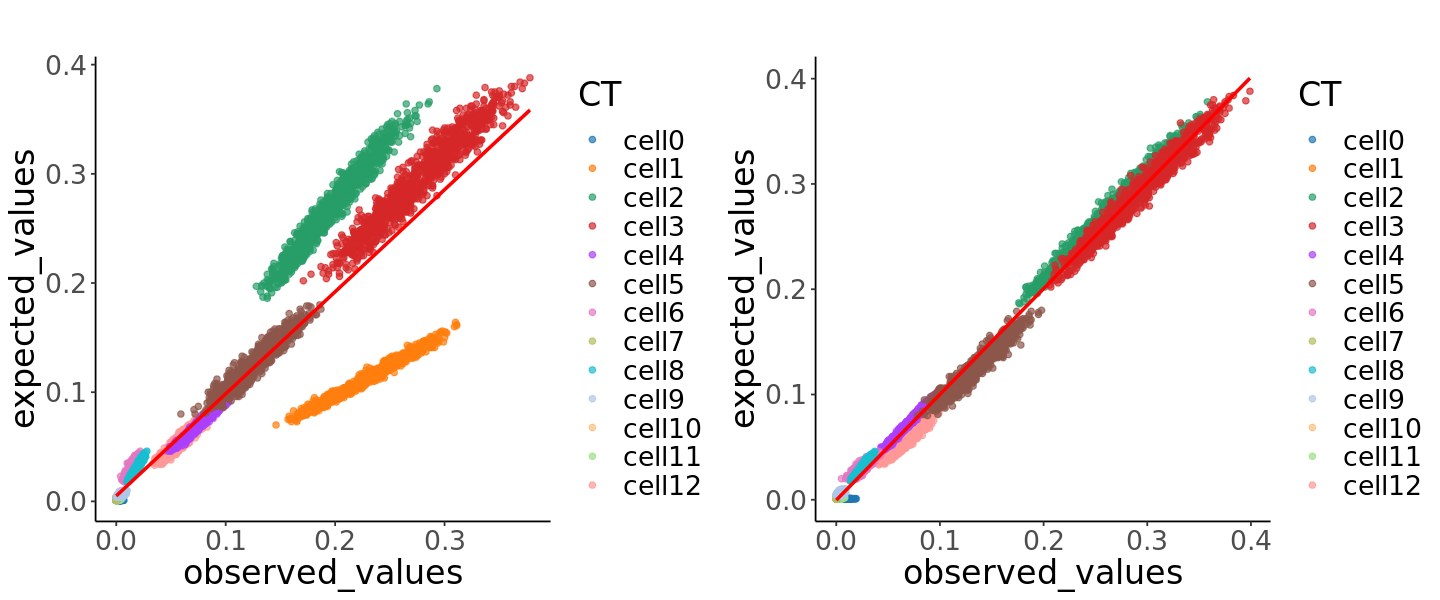 expected_values
0.4
0.3
0.2
0.1
0.0
0.0 0.1 0.2 0.3
observed_values
CT
cell0
cell1
cell2
cell3
cell4
cell5
cell6
cell7
cell8
cell9
cell10
cell11
cell12
expected_values
0.4
0.3
0.2
0.1
0.0
0.0 0.1 0.2 0.3 0.4
observed_values
CT
cell0
cell1
cell2
cell3
cell4
cell5
cell6
cell7
cell8
cell9
cell10
cell11
cell12